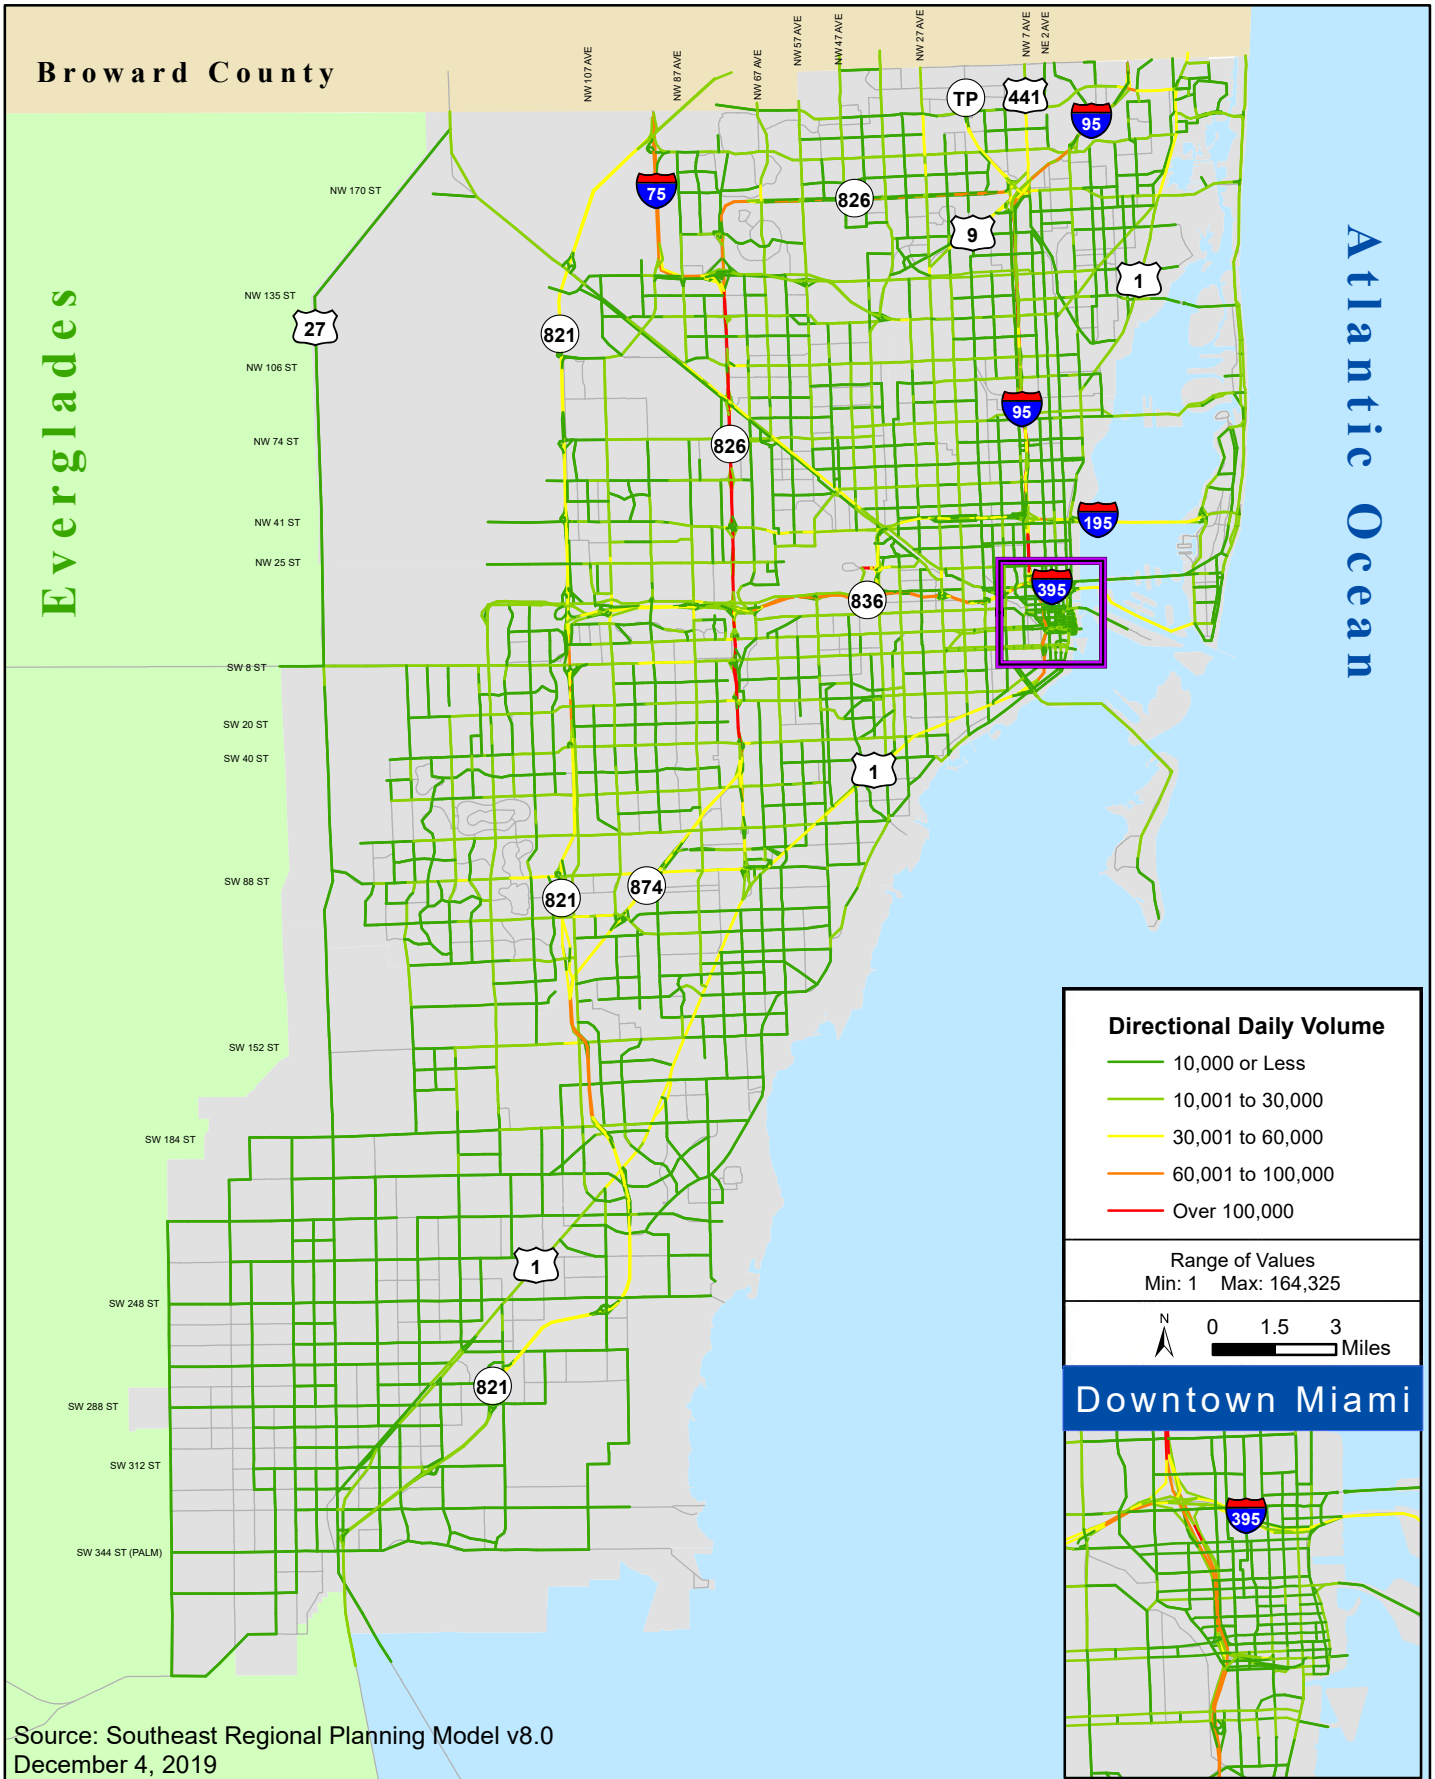 Broward County
NW 107 AVE
NW 87 AVE
NW 67 AVE
NW 57 AVE
NW 47 AVE
NW 27 AVE
NW 7 AVE
NE 2 AVE
TP
441
95
75
826
9
1
NW 170 ST
NW 135 ST
27
821
NW 106 ST
95
NW 74 ST
826
NW 41 ST
195
NW 25 ST
395
836
SW 8 ST
SW 20 ST
SW 40 ST
1
SW 88 ST
821
874
SW 152 ST
SW 184 ST
1
SW 248 ST
821
SW 288 ST
SW 312 ST
SW 344 ST (PALM)
Everglades
Atlantic Ocean
Directional Daily Volume
10,000 or Less
10,001 to 30,000
30,001 to 60,000
60,001 to 100,000
Over 100,000
Range of Values
Min: 1 Max: 164,325
N
0 1.5 3
Miles
Downtown Miami
395
Source: Southeast Regional Planning Model v8.0
December 4, 2019